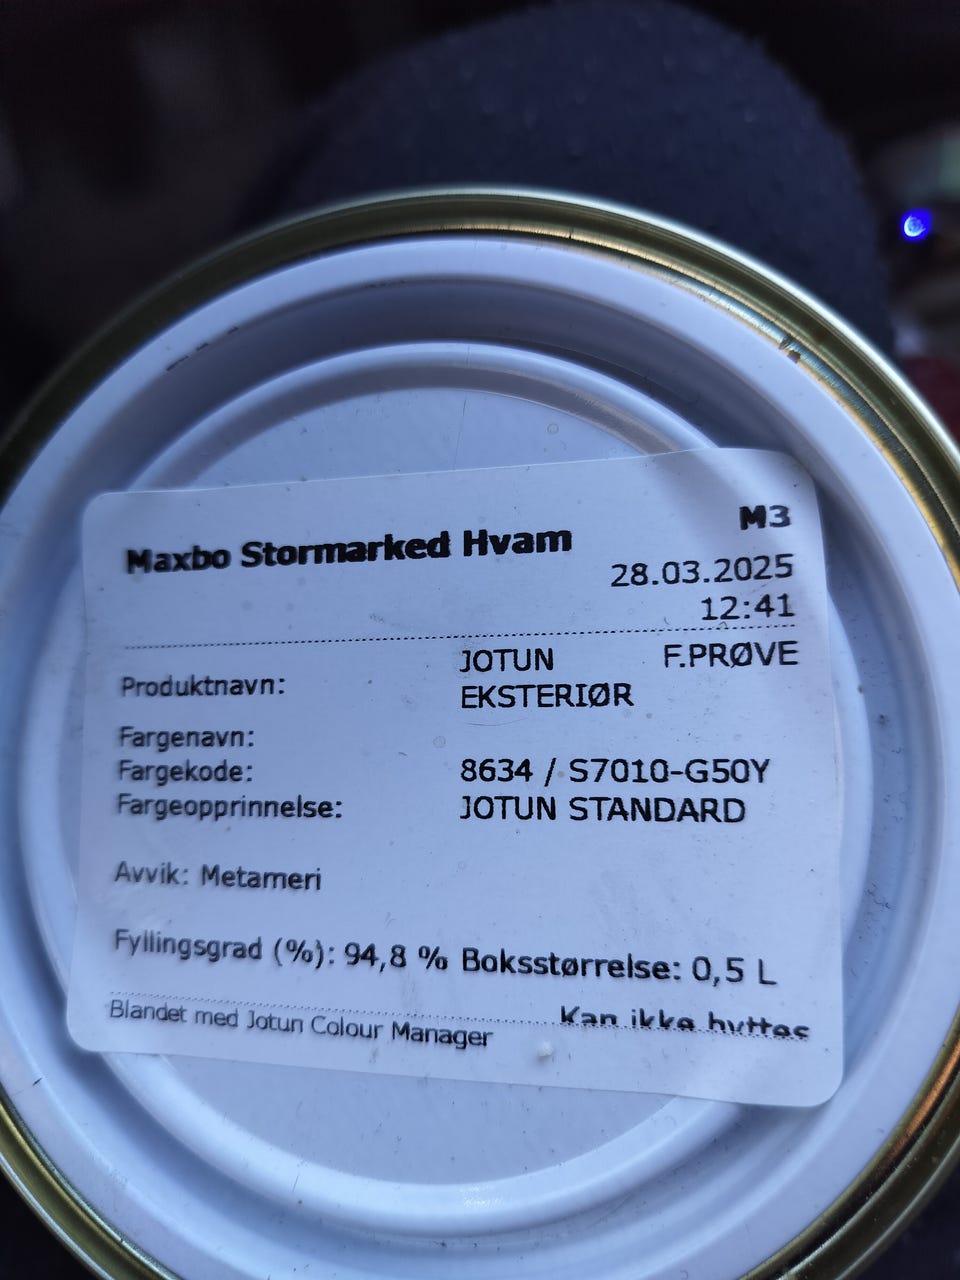 M3
Maxbo Stormarked Hvam
28.03.2025
12:41
Produktnavn: JOTUN F.PRØVE
EKSTERIØR
Fargenavn:
Fargekode: 8634 / S7010-G50Y
Fargeopprinnelse: JOTUN STANDARD
Avvik: Metameri
Fyllingsgrad (%): 94,8 % Boksstørrelse: 0,5 L
Blandet med Jotun Colour Manager Kan ikke byttes